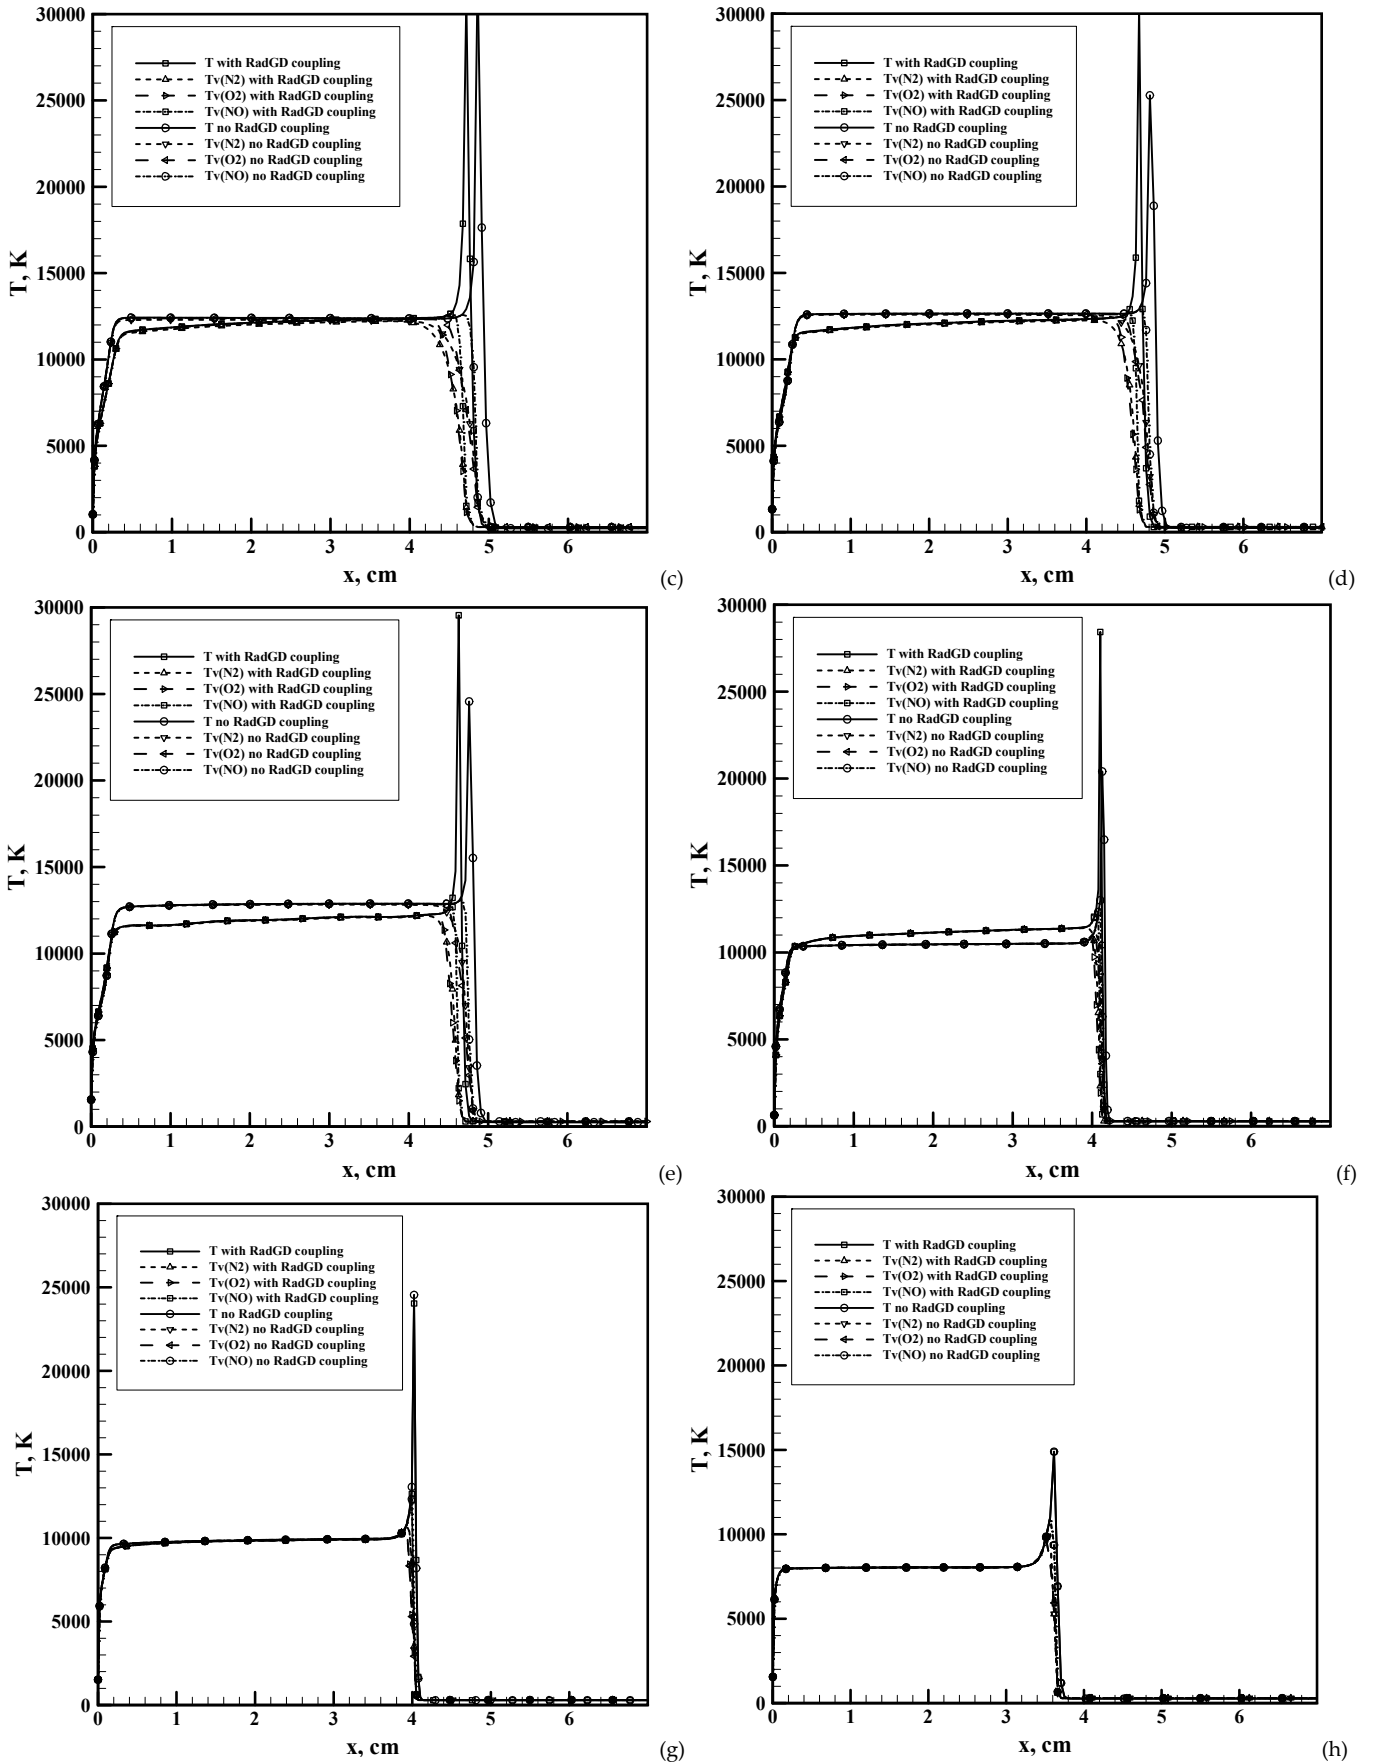 30000
25000
20000
15000
10000
5000
0
T, K
T with RadGD coupling
Tv(N2) with RadGD coupling
Tv(O2) with RadGD coupling
Tv(NO) with RadGD coupling
T no RadGD coupling
Tv(N2) no RadGD coupling
Tv(O2) no RadGD coupling
Tv(NO) no RadGD coupling
0 1 2 3 4 5 6
x, cm
(c)
30000
25000
20000
15000
10000
5000
0
T, K
T with RadGD coupling
Tv(N2) with RadGD coupling
Tv(O2) with RadGD coupling
Tv(NO) with RadGD coupling
T no RadGD coupling
Tv(N2) no RadGD coupling
Tv(O2) no RadGD coupling
Tv(NO) no RadGD coupling
0 1 2 3 4 5 6
x, cm
(d)
30000
25000
20000
15000
10000
5000
0
T, K
T with RadGD coupling
Tv(N2) with RadGD coupling
Tv(O2) with RadGD coupling
Tv(NO) with RadGD coupling
T no RadGD coupling
Tv(N2) no RadGD coupling
Tv(O2) no RadGD coupling
Tv(NO) no RadGD coupling
0 1 2 3 4 5 6
x, cm
(e)
30000
25000
20000
15000
10000
5000
0
T, K
T with RadGD coupling
Tv(N2) with RadGD coupling
Tv(O2) with RadGD coupling
Tv(NO) with RadGD coupling
T no RadGD coupling
Tv(N2) no RadGD coupling
Tv(O2) no RadGD coupling
Tv(NO) no RadGD coupling
0 1 2 3 4 5 6
x, cm
(f)
30000
25000
20000
15000
10000
5000
0
T, K
T with RadGD coupling
Tv(N2) with RadGD coupling
Tv(O2) with RadGD coupling
Tv(NO) with RadGD coupling
T no RadGD coupling
Tv(N2) no RadGD coupling
Tv(O2) no RadGD coupling
Tv(NO) no RadGD coupling
0 1 2 3 4 5 6
x, cm
(g)
30000
25000
20000
15000
10000
5000
0
T, K
T with RadGD coupling
Tv(N2) with RadGD coupling
Tv(O2) with RadGD coupling
Tv(NO) with RadGD coupling
T no RadGD coupling
Tv(N2) no RadGD coupling
Tv(O2) no RadGD coupling
Tv(NO) no RadGD coupling
0 1 2 3 4 5 6
x, cm
(h)